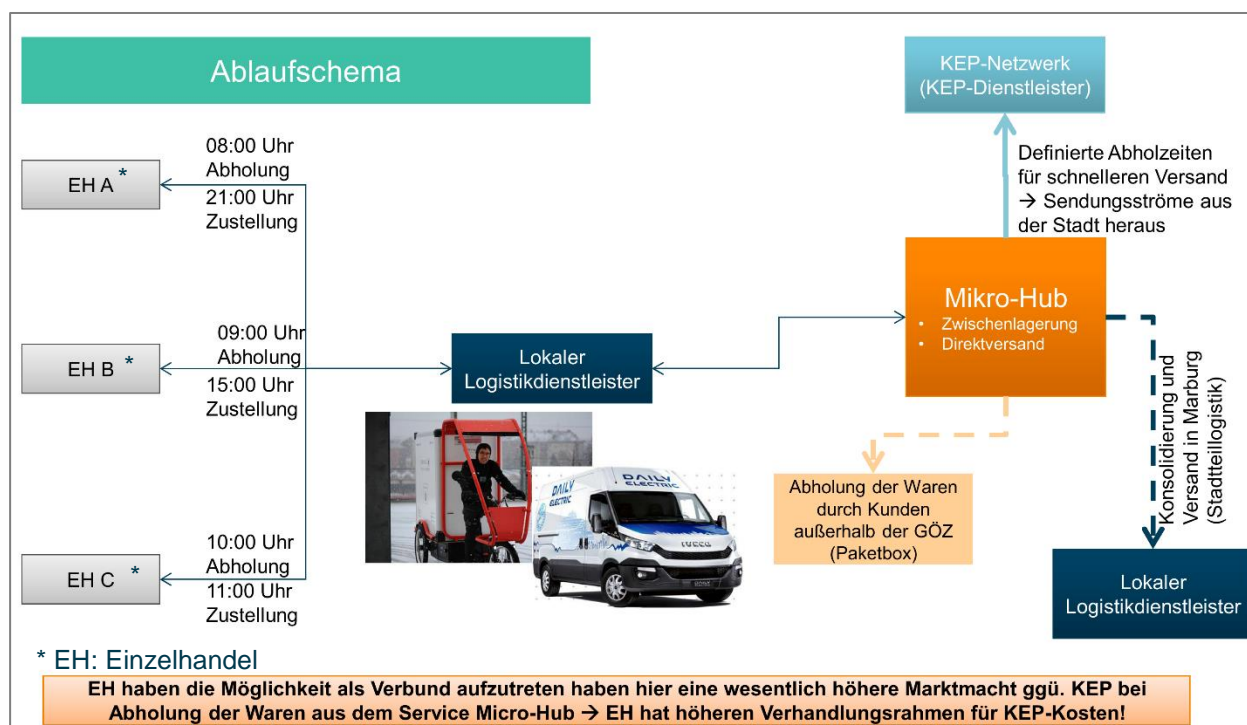 Ablaufschema
KEP-Netzwerk
(KEP-Dienstleister)
08:00 Uhr
Abholung
EH A *
21:00 Uhr
Zustellung
Definierte Abholzeiten
für schnelleren Versand
→ Sendungsströme aus
der Stadt heraus
Mikro-Hub
• Zwischenlagerung
• Direktversand
09:00 Uhr
Abholung
EH B *
15:00 Uhr
Zustellung
Lokaler
Logistikdienstleister
Konsolidierung und
Versand in Marburg
(Stadtteillogistik)
DAILY
ELECTRIC
IVECO
Abholung der Waren
durch Kunden
außerhalb der GÖZ
(Paketbox)
10:00 Uhr
Abholung
EH C *
11:00 Uhr
Zustellung
Lokaler
Logistikdienstleister
* EH: Einzelhandel
EH haben die Möglichkeit als Verbund aufzutreten haben hier eine wesentlich höhere Marktmacht ggü. KEP bei
Abholung der Waren aus dem Service Micro-Hub → EH hat höheren Verhandlungsrahmen für KEP-Kosten!